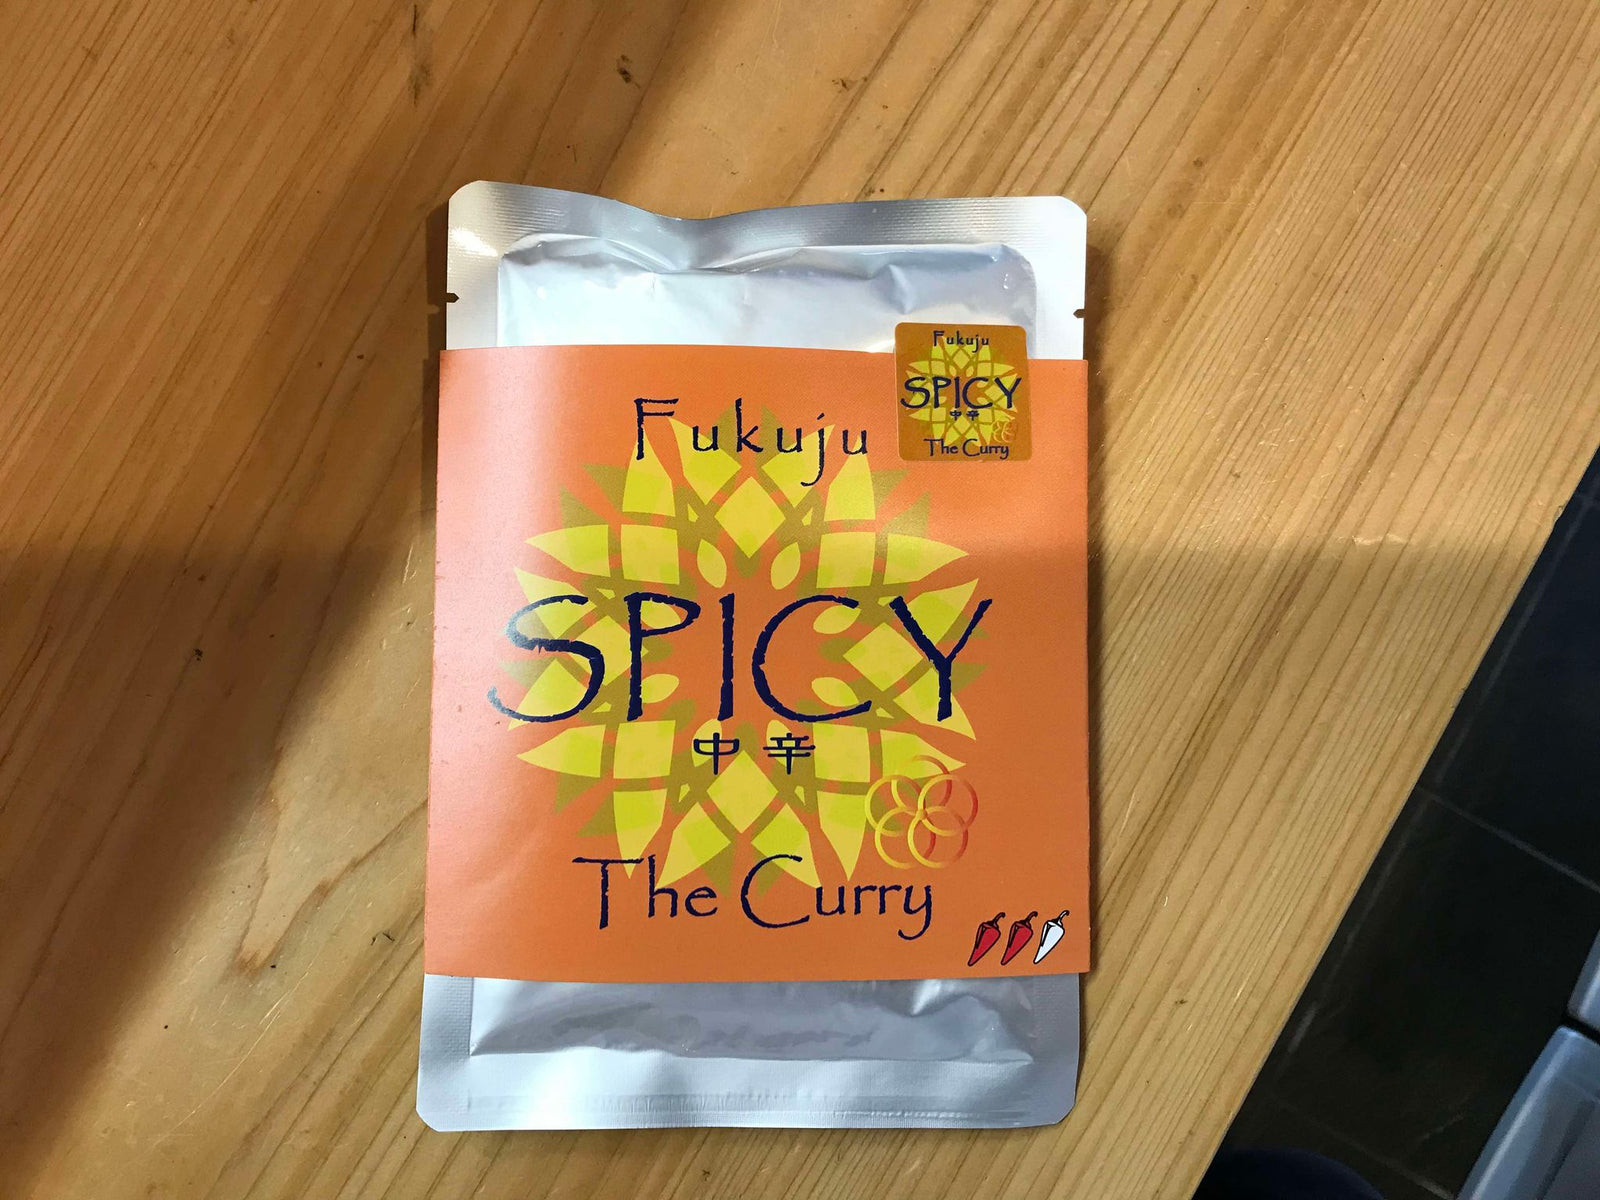 Fukuju
SPICY
中辛
The Curry
Fukuju
SPICY
中辛
The Curry